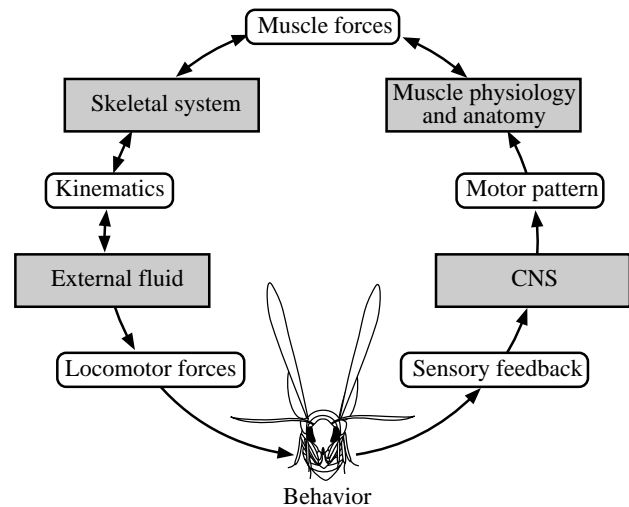 Muscle forces
Skeletal system
Muscle physiology
and anatomy
Kinematics
Motor pattern
External fluid
CNS
Locomotor forces
Sensory feedback
Behavior